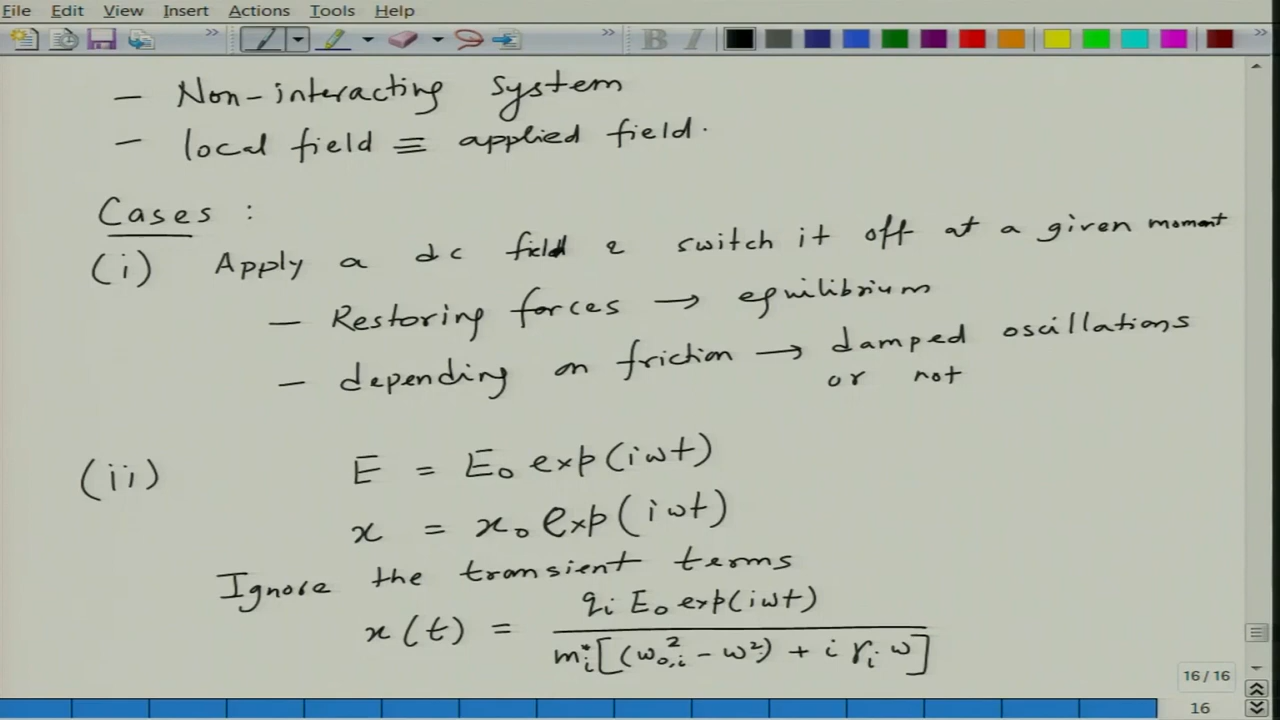 File Edit View Insert Actions Tools Help
B I
– Non-interacting system
– local field ≡ applied field.
Cases :
(i) Apply a dc field & switch it off at a given moment
– Restoring forces → equilibrium
– depending on friction → damped oscillations
or not
(ii) E = E₀ exp(iωt)
x = x₀ exp(iωt)
Ignore the transient terms
x(t) = qᵢ E₀ exp(iωt) / mᵢ*[(ω₀,ᵢ² – ω²) + i γᵢ ω]
16 / 16
16